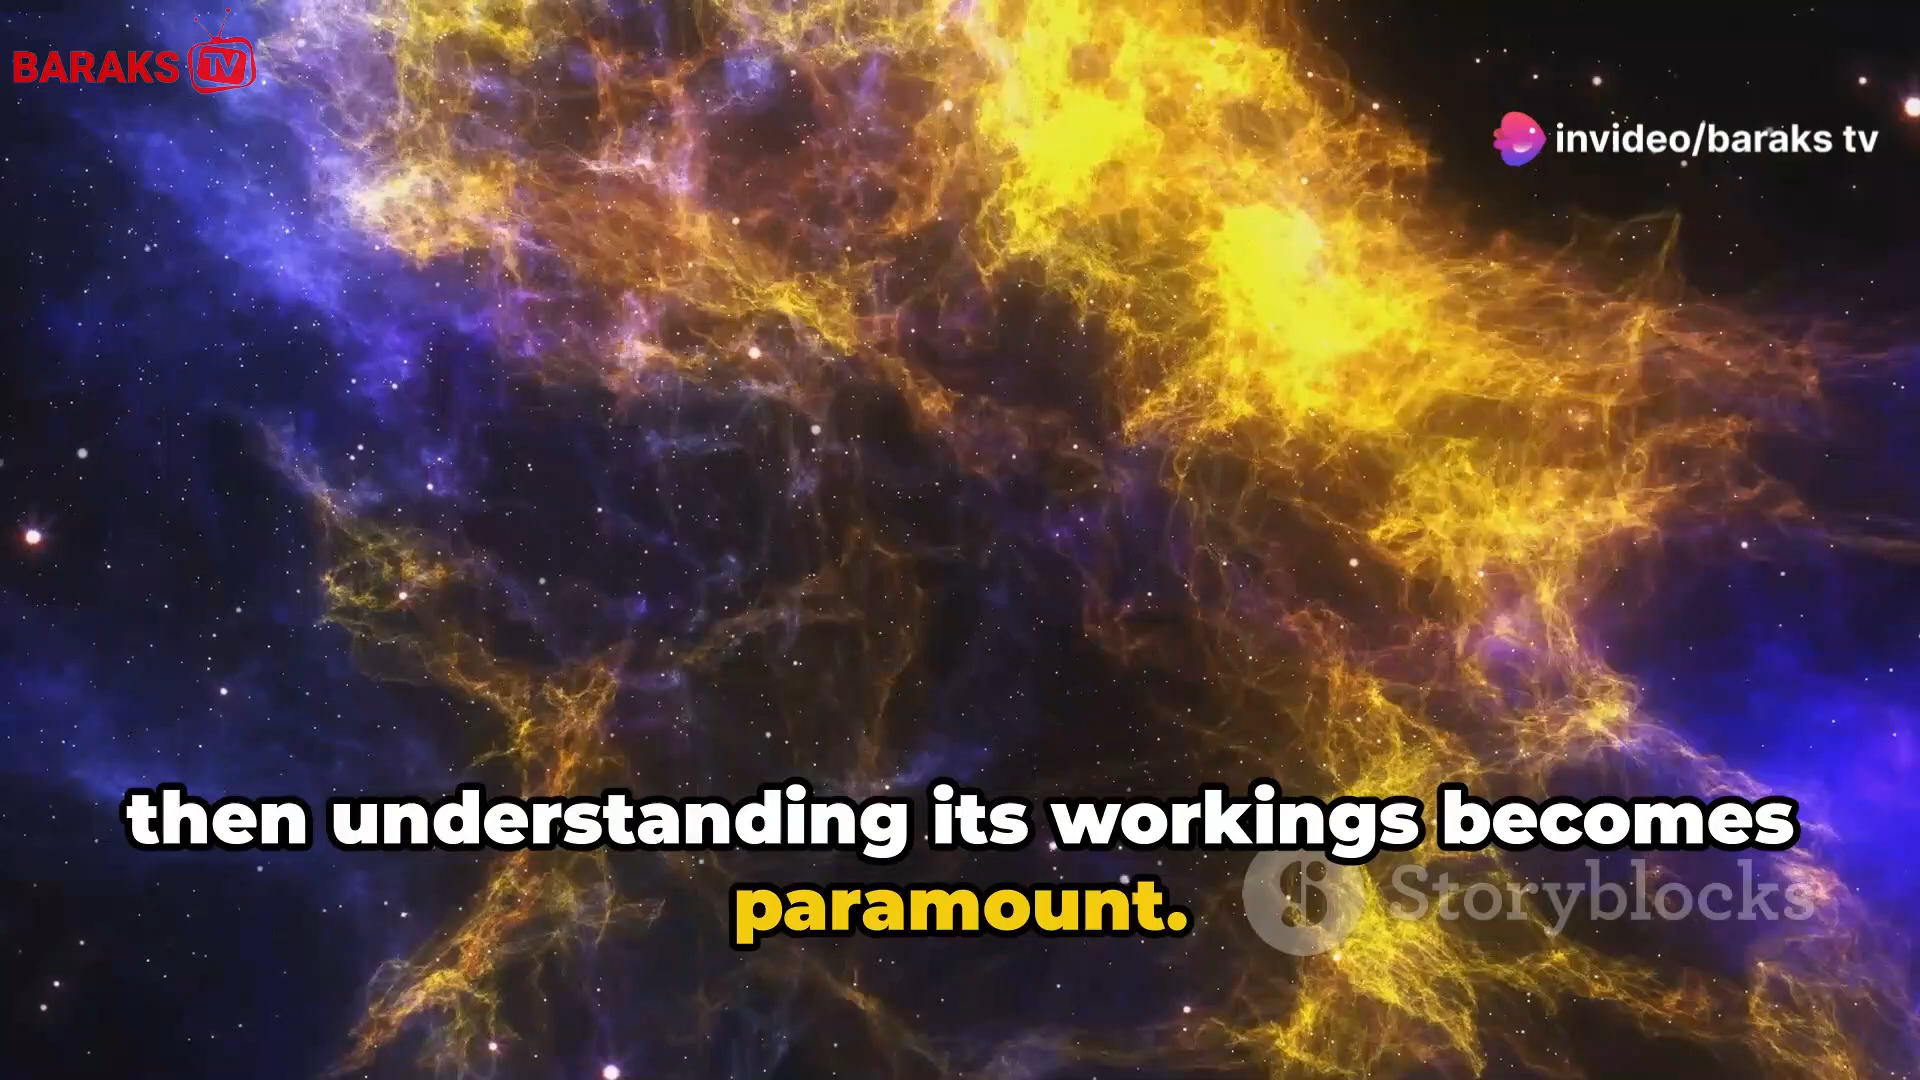 BARAKS TV
invideo/baraks tv
then understanding its workings becomes
paramount.
Storyblocks